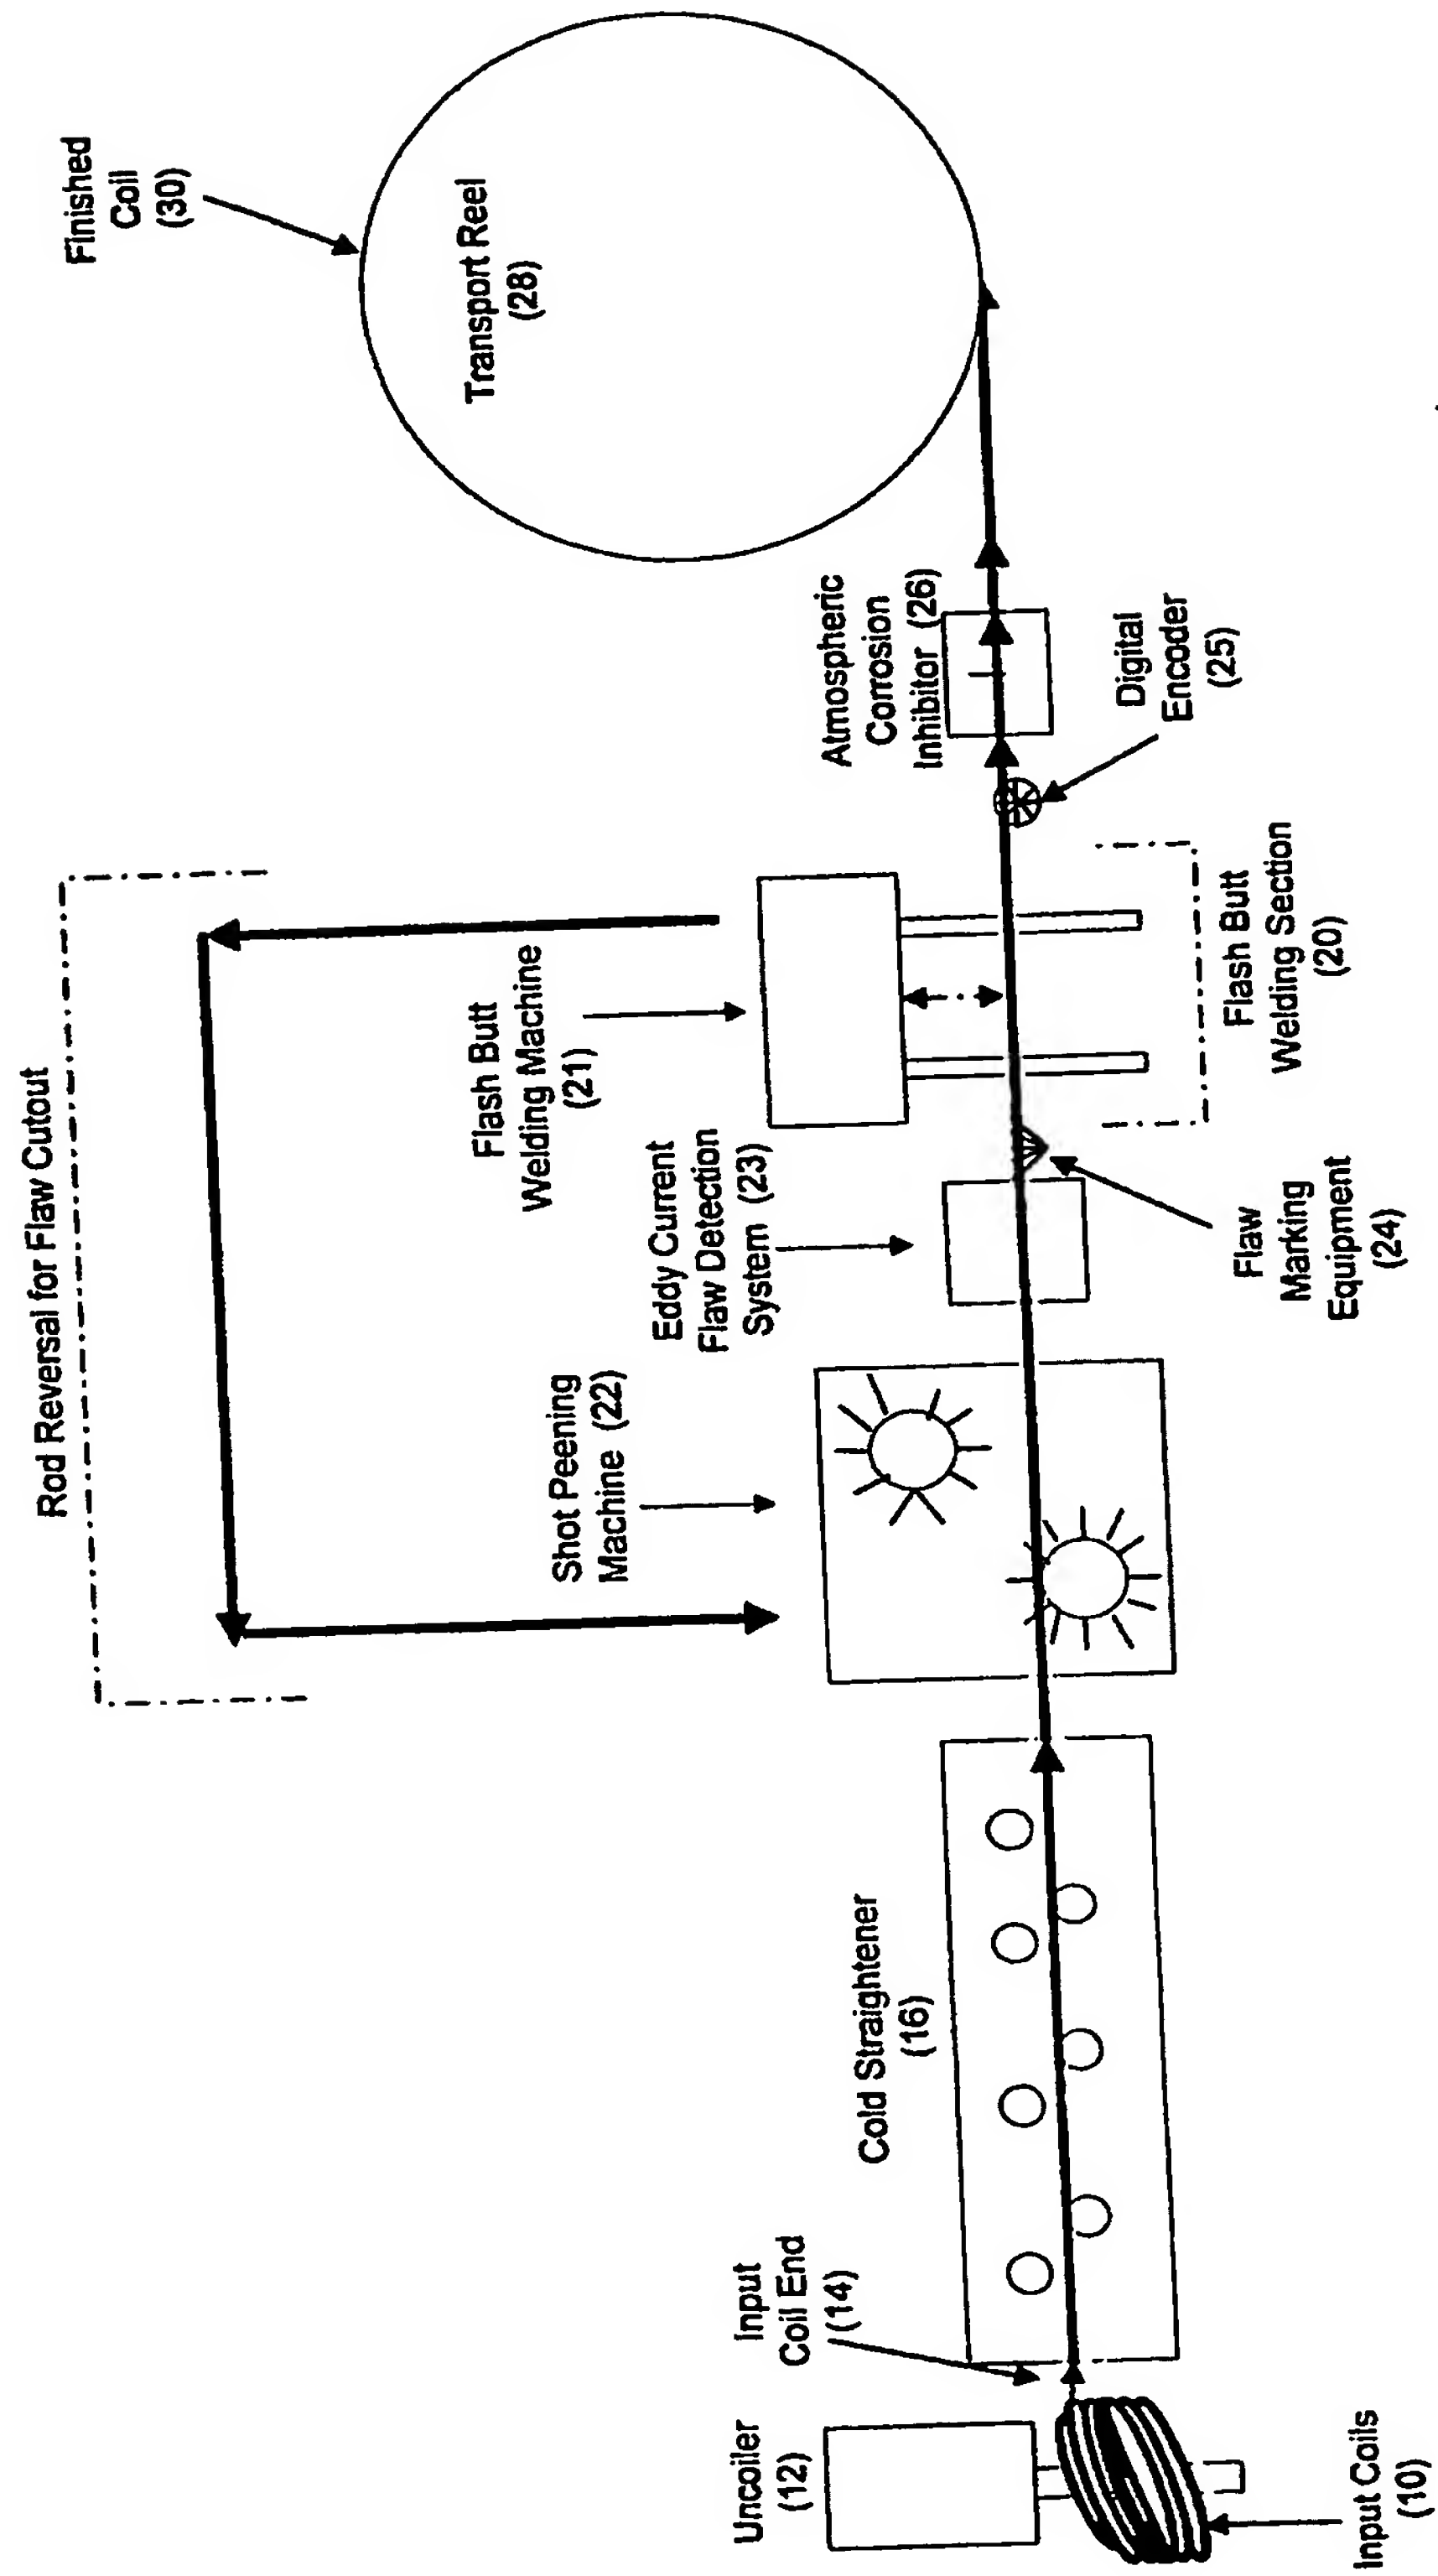 Rod Reversal for Flaw Cutout
Finished
Coil
(30)
Transport Reel
(28)
Uncoiler
(12)
Input
Coil End
(14)
Cold Straightener
(16)
Shot Peening
Machine (22)
Eddy Current
Flaw Detection
System (23)
Flash Butt
Welding Machine
(21)
Atmospheric
Corrosion
Inhibitor (26)
Input Coils
(10)
Flaw
Marking
Equipment
(24)
Flash Butt
Welding Section
(20)
Digital
Encoder
(25)